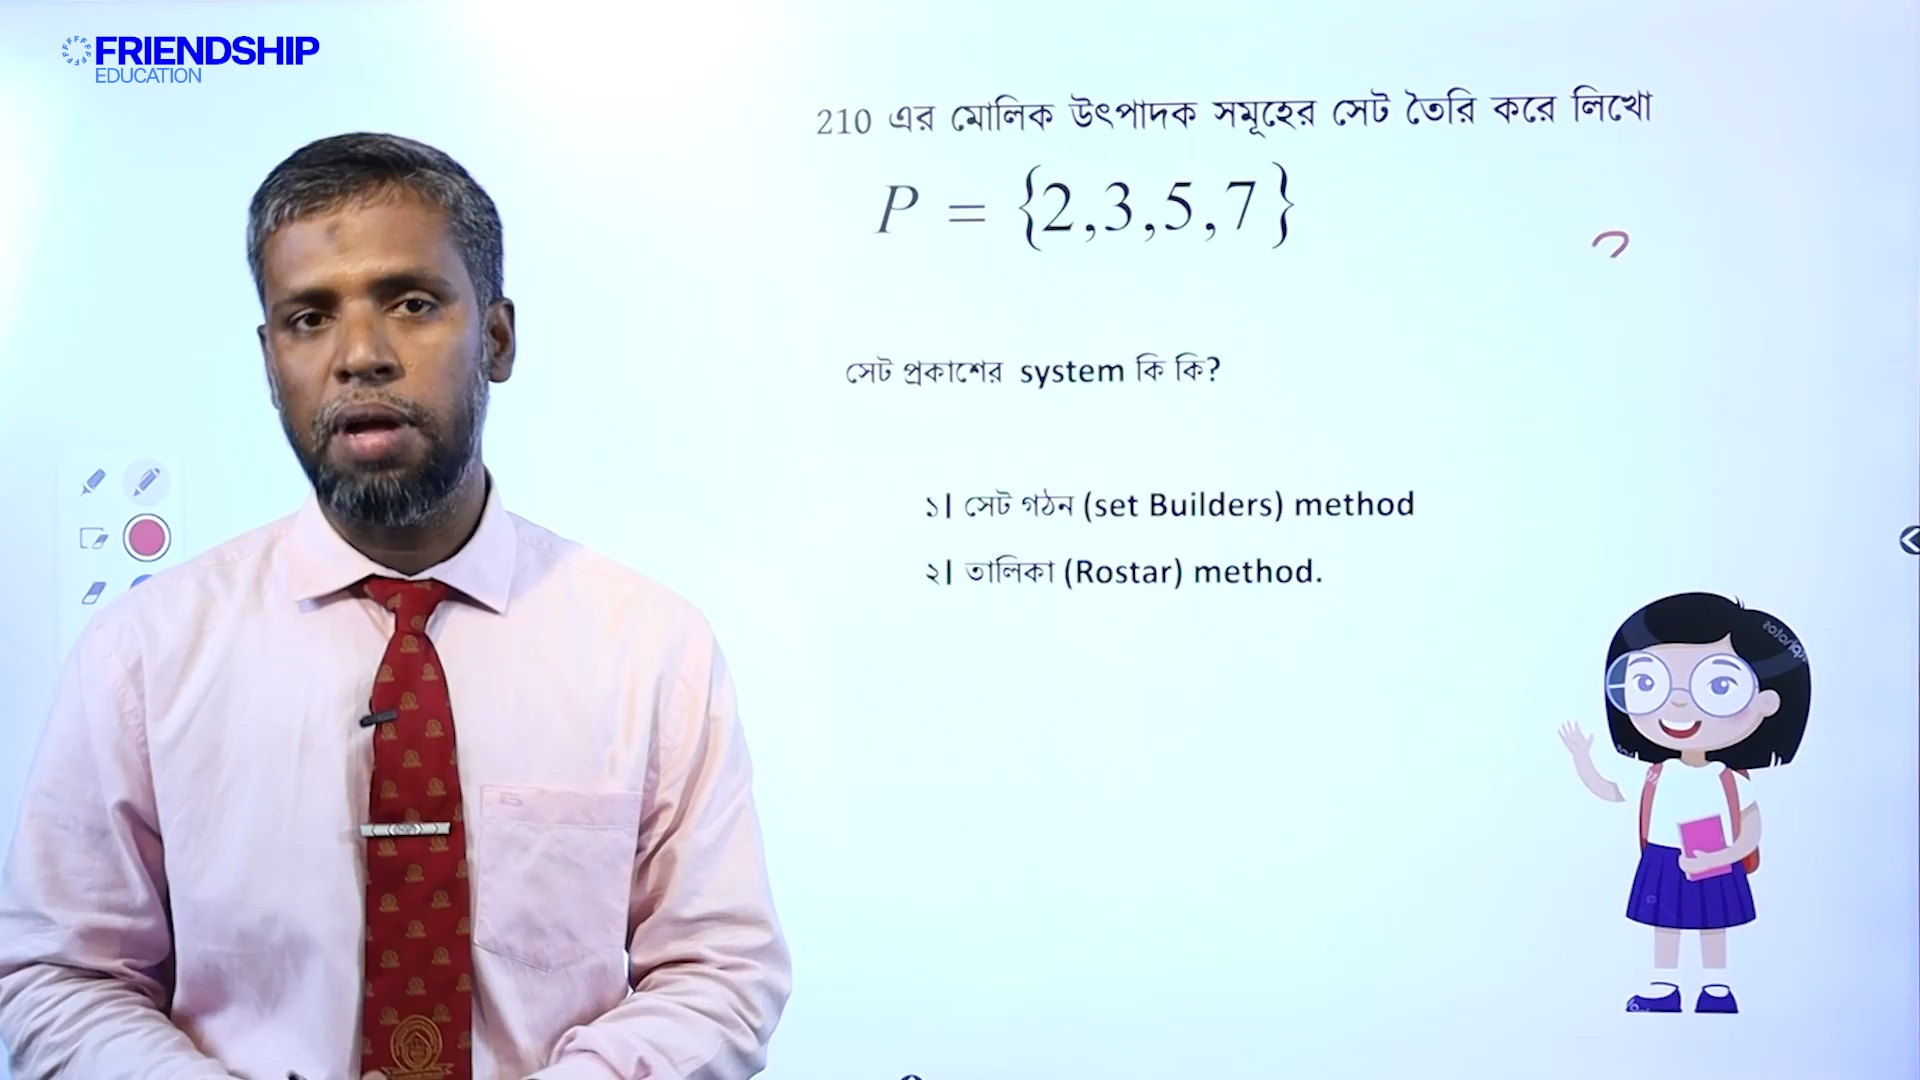 FRIENDSHIP
EDUCATION
210 এর মোলিক উৎপাদক সমূহের সেট তৈরি করে লিখো
P = {2,3,5,7}
সেট প্রকাশের system কি কি?
১। সেট গঠন (set Builders) method
২। তালিকা (Rostar) method.